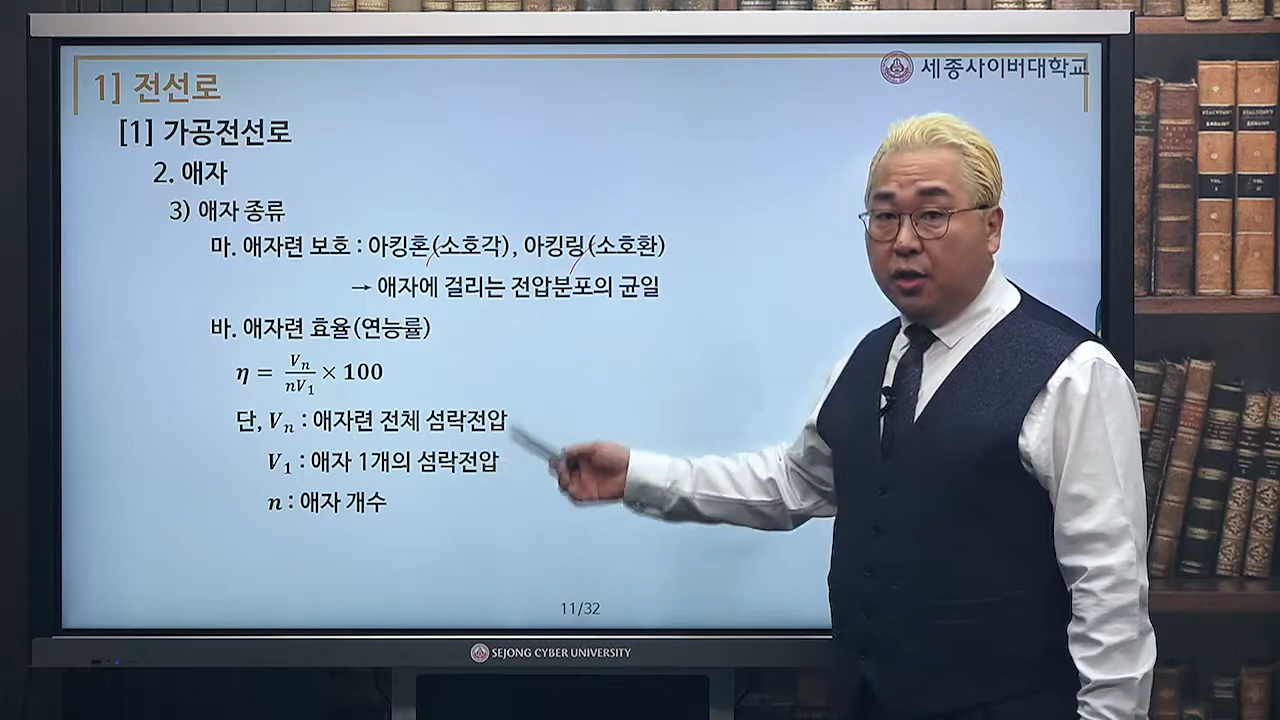 세종사이버대학교
1] 전선로
[1] 가공전선로
2. 애자
3) 애자 종류
마. 애자련 보호 : 아킹혼(소호각), 아킹링(소호환)
→ 애자에 걸리는 전압분포의 균일
바. 애자련 효율(연능률)
η = Vₙ / nV₁ × 100
단, Vₙ : 애자련 전체 섬락전압
V₁ : 애자 1개의 섬락전압
n : 애자 개수
11/32
SEJONG CYBER UNIVERSITY